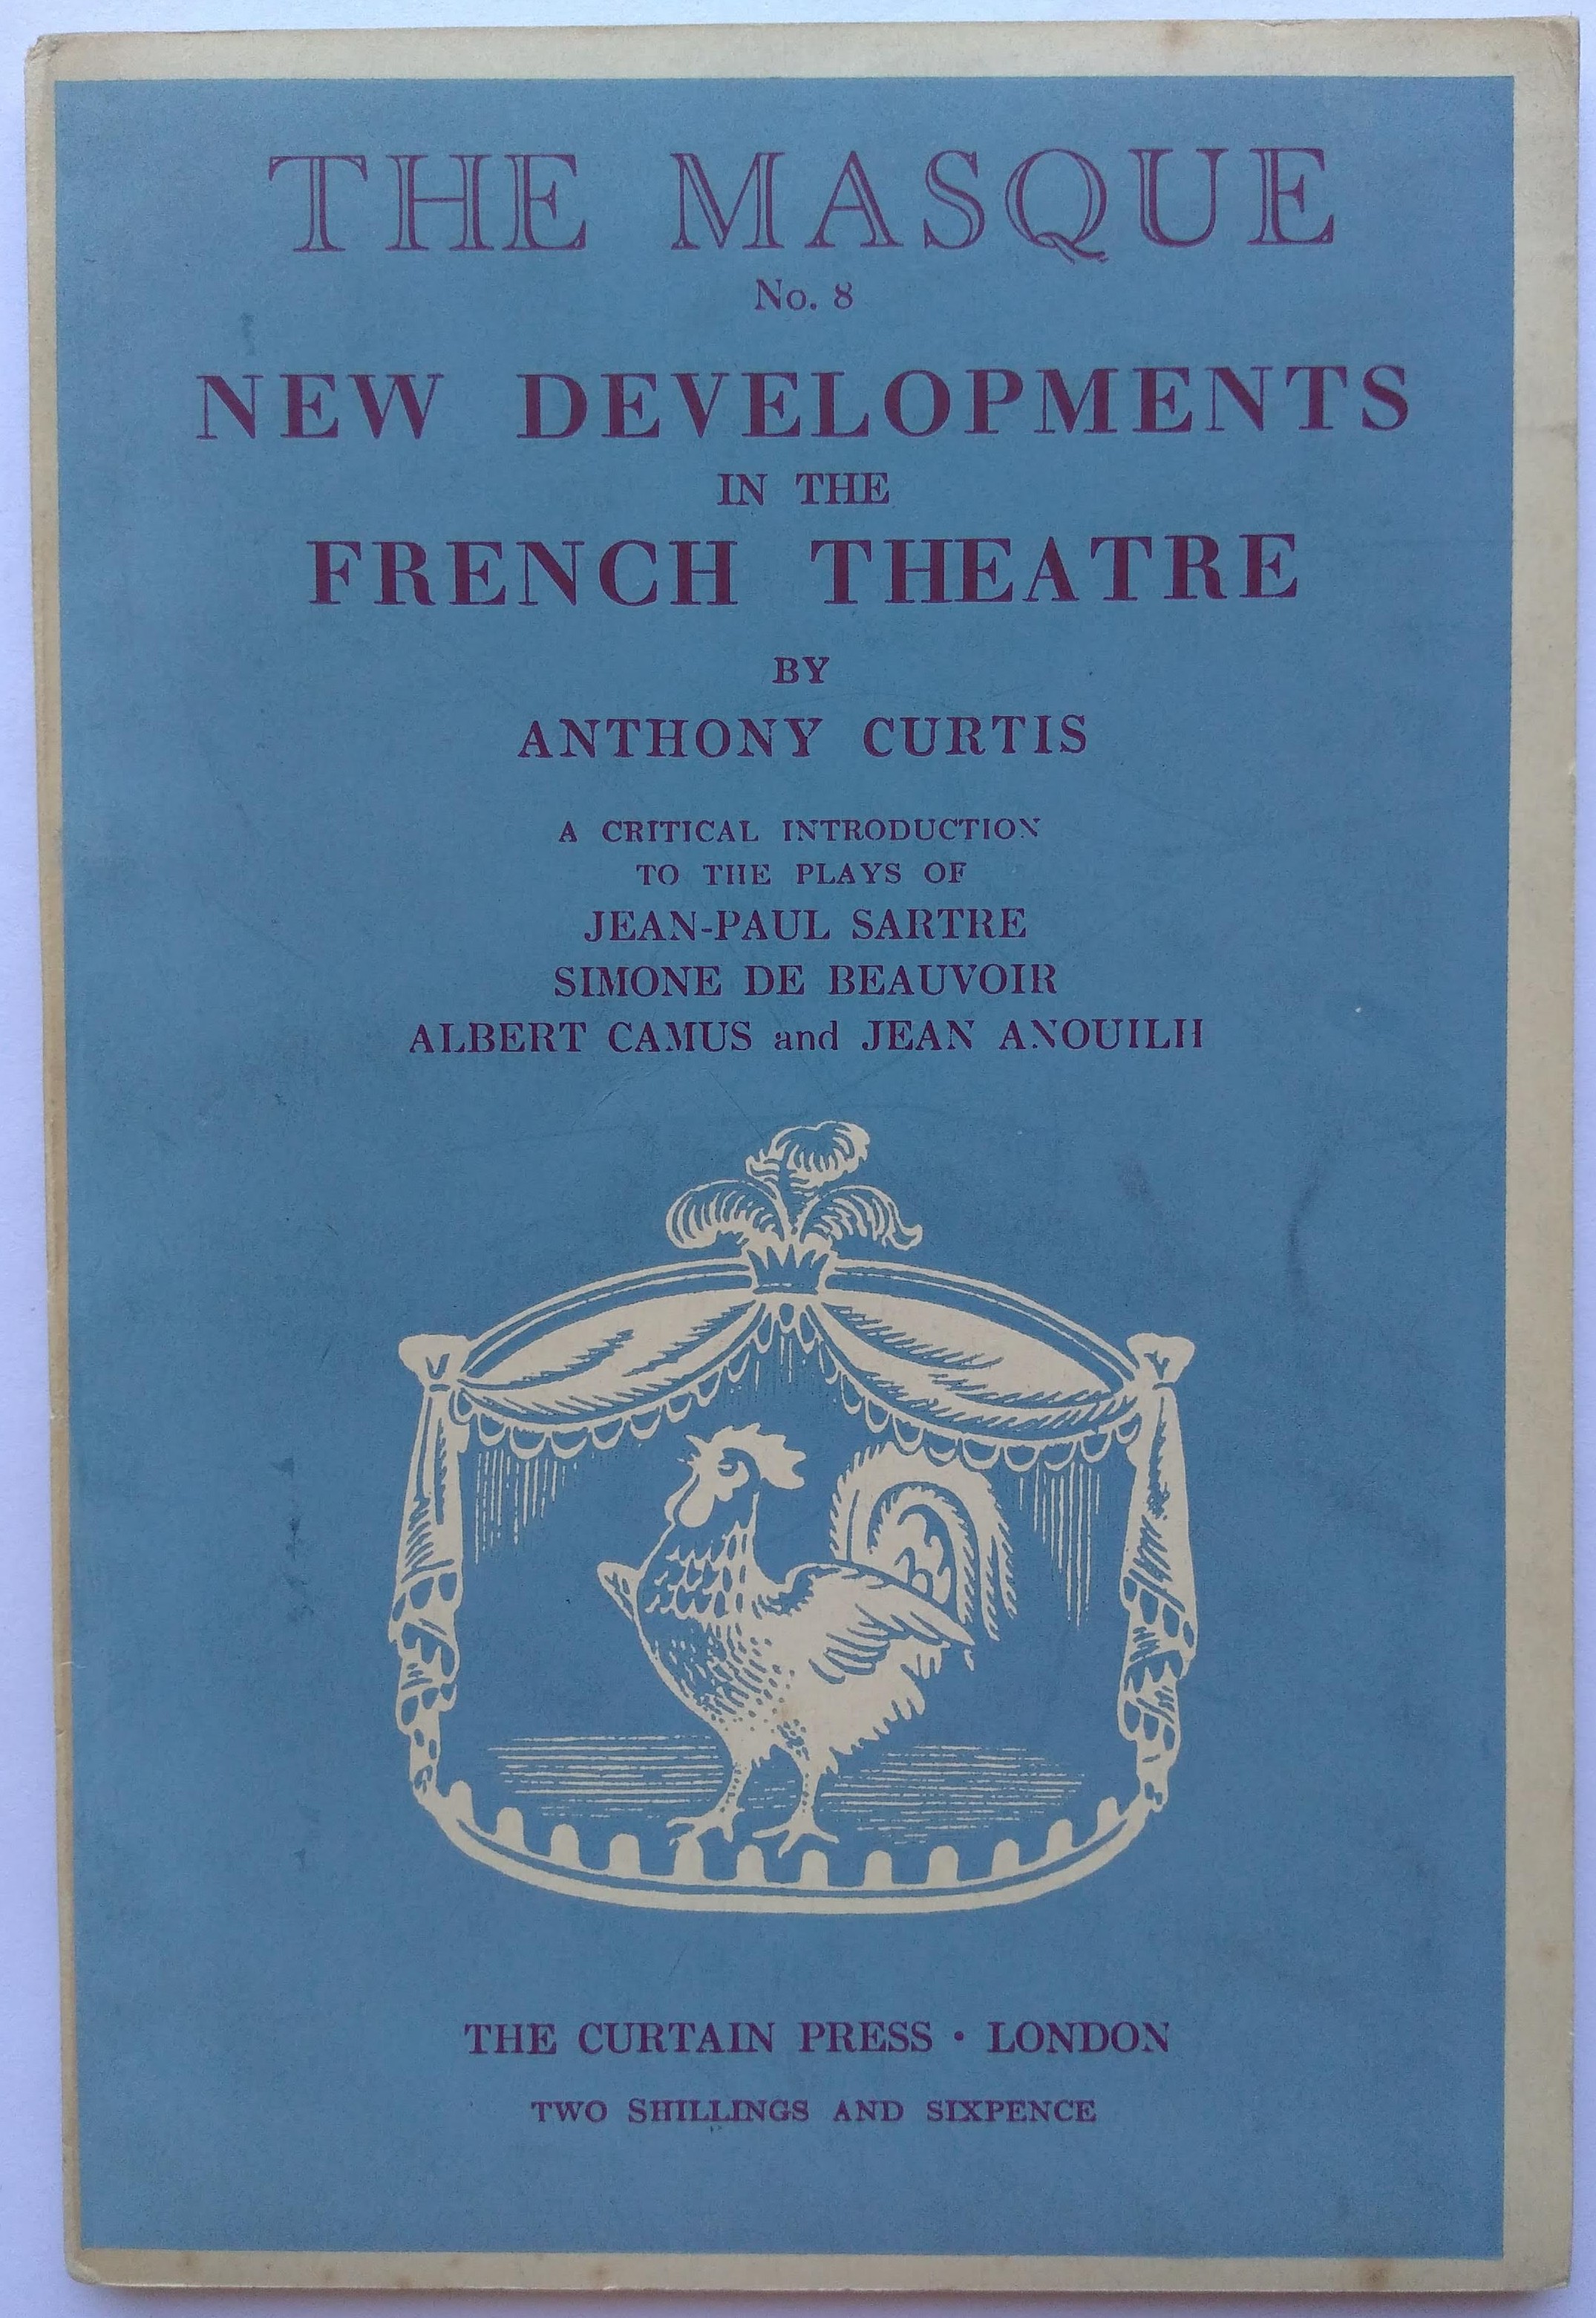 THE MASQUE
No. 8
NEW DEVELOPMENTS
IN THE
FRENCH THEATRE
BY
ANTHONY CURTIS
A CRITICAL INTRODUCTION
TO THE PLAYS OF
JEAN-PAUL SARTRE
SIMONE DE BEAUVOIR
ALBERT CAMUS and JEAN ANOUILH
THE CURTAIN PRESS · LONDON
TWO SHILLINGS AND SIXPENCE